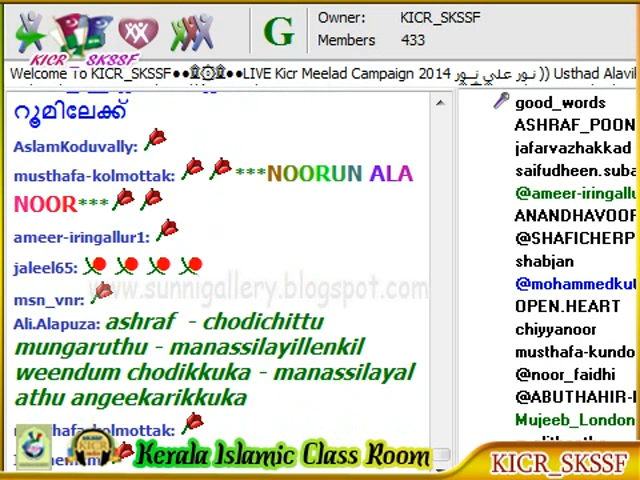 Owner: KICR_SKSSF
G
Members 433
KICR_SKSSF
Welcome To KICR_SKSSF●●۩۞۩●●LIVE Kicr Meelad Campaign 2014 نور علي نور )) Usthad Alavil
റൂമിലേക്ക്
AslamKoduvally:
musthafa-kolmottak: ***NOORUN ALA
NOOR***
ameer-iringallur1:
jaleel65:
msn_vnr:
www.sunnigallery.blogspot.com
Ali.Alapuza: ashraf - chodichittu
mungaruthu - manassilayillenkil
weendum chodikkuka - manassilayal
athu angeekarikkuka
good_words
ASHRAF_POON
jafarvazhakkad
saifudheen.suba
@ameer-iringallu
ANANDHAVOOR
@SHAFICHERP
shabjan
@mohammedkut
OPEN.HEART
chiyyanoor
musthafa-kundo
@noor_faidhi
@ABUTHAHIR-
Mujeeb_London
Kerala Islamic Class Room
KICR_SKSSF